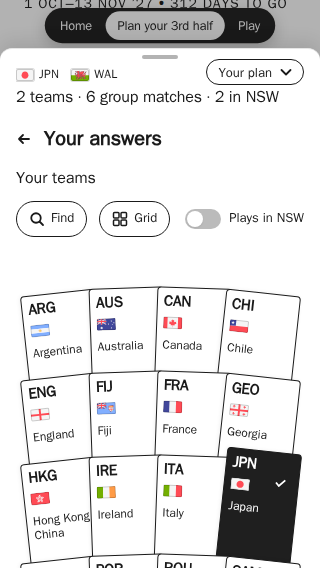 1 OCT–13 NOV '27 • 312 DAYS TO GO
Home Plan your 3rd half Play
JPN WAL Your plan
2 teams · 6 group matches · 2 in NSW
Your answers
Your teams
Find Grid Plays in NSW
ARG AUS CAN CHI
Argentina Australia Canada Chile
ENG FIJ FRA GEO
England Fiji France Georgia
HKG IRE ITA JPN
Hong Kong China Ireland Italy Japan